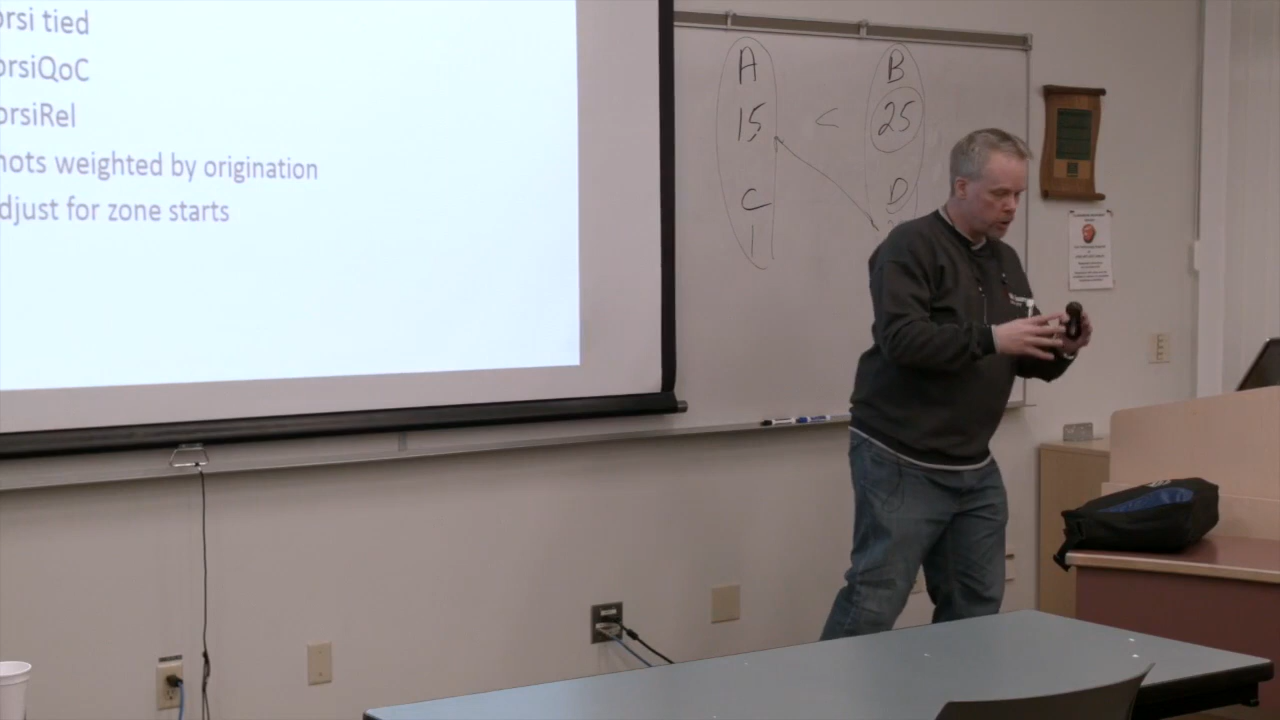 orsi tied
orsiQoC
orsiRel
hots weighted by origination
djust for zone starts
A B
15 < 25
C D
1